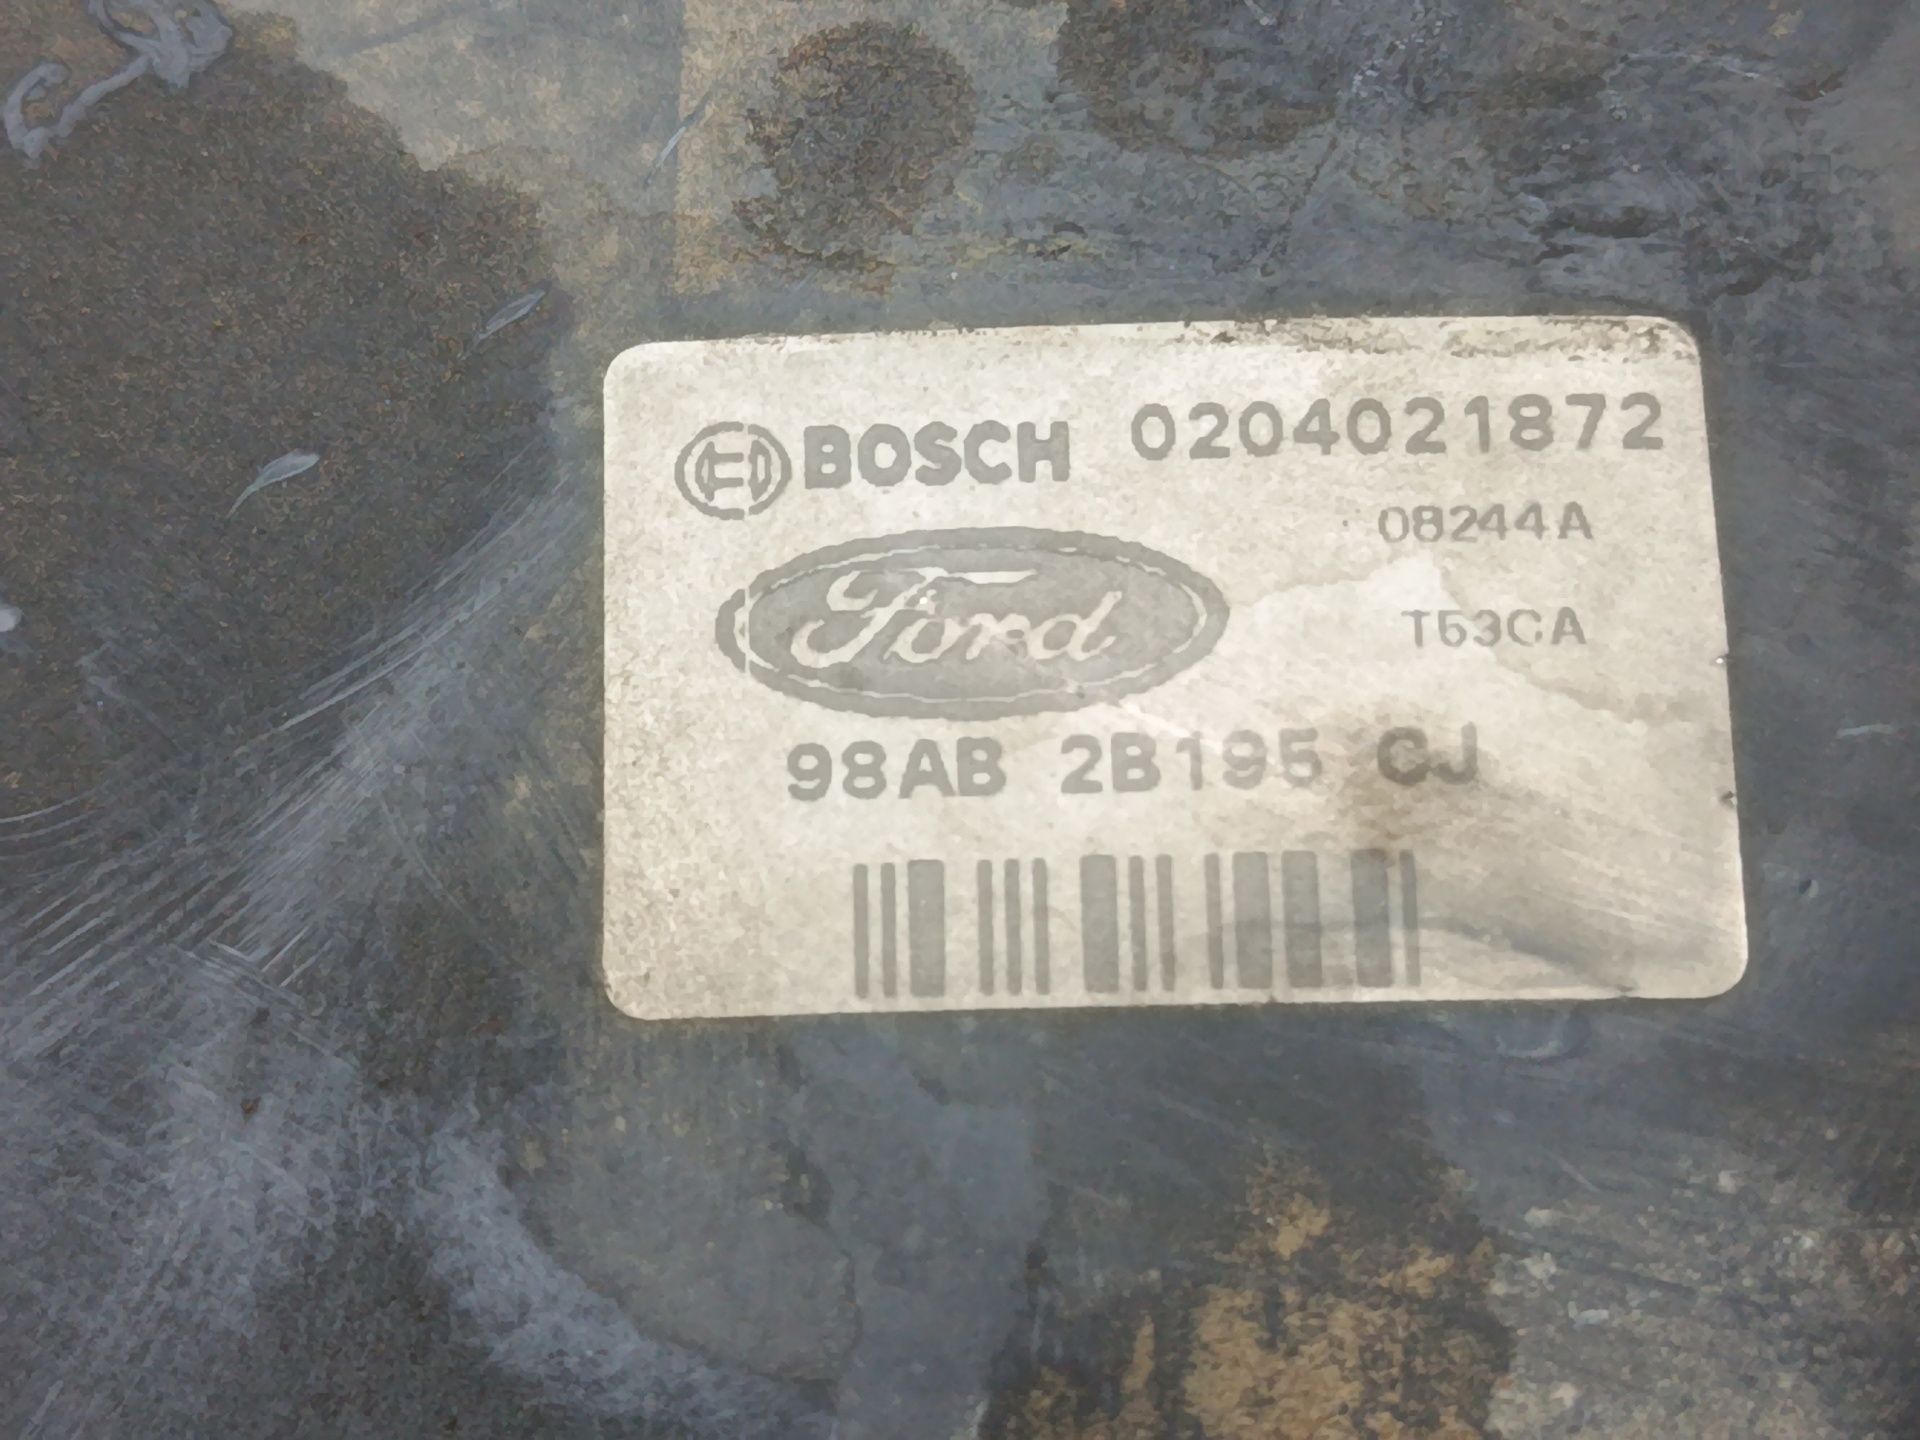 BOSCH 0204021872
08244A
Ford
T53CA
98AB 2B195 CJ